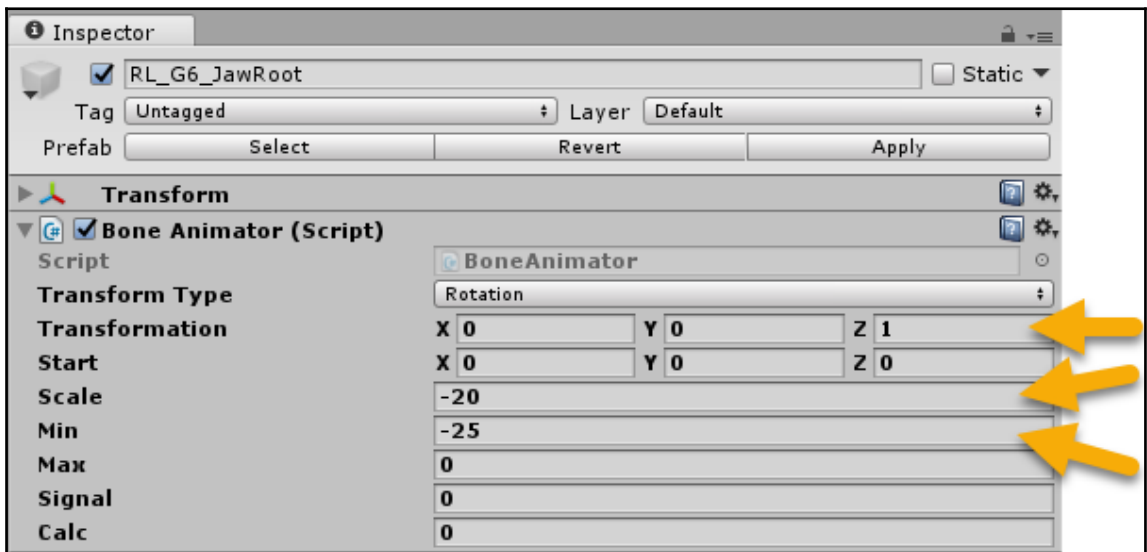 Inspector
RL_G6_JawRoot Static
Tag Untagged Layer Default
Prefab Select Revert Apply
Transform
Bone Animator (Script)
Script BoneAnimator
Transform Type Rotation
Transformation X 0 Y 0 Z 1
Start X 0 Y 0 Z 0
Scale -20
Min -25
Max 0
Signal 0
Calc 0